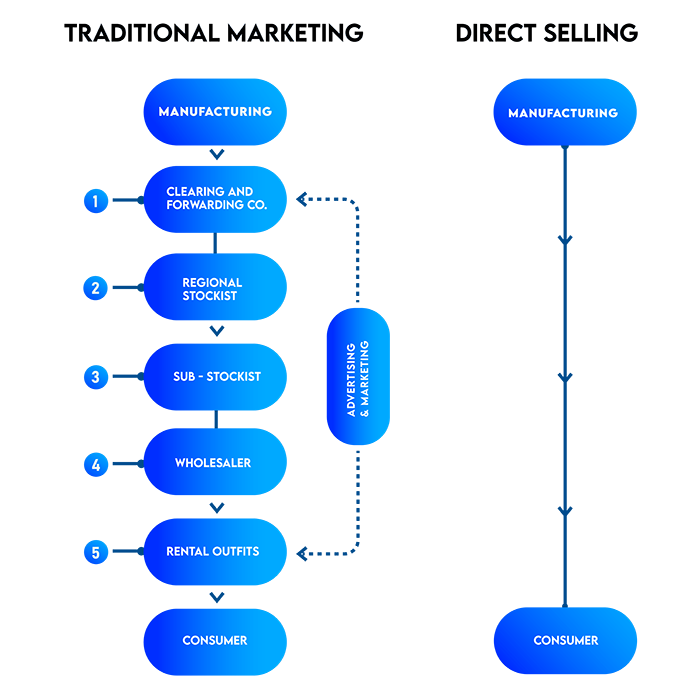 TRADITIONAL MARKETING
MANUFACTURING
1
CLEARING AND
FORWARDING CO.
2
REGIONAL
STOCKIST
3
SUB - STOCKIST
4
WHOLESALER
5
RENTAL OUTFITS
CONSUMER
ADVERTISING
& MARKETING
DIRECT SELLING
MANUFACTURING
CONSUMER